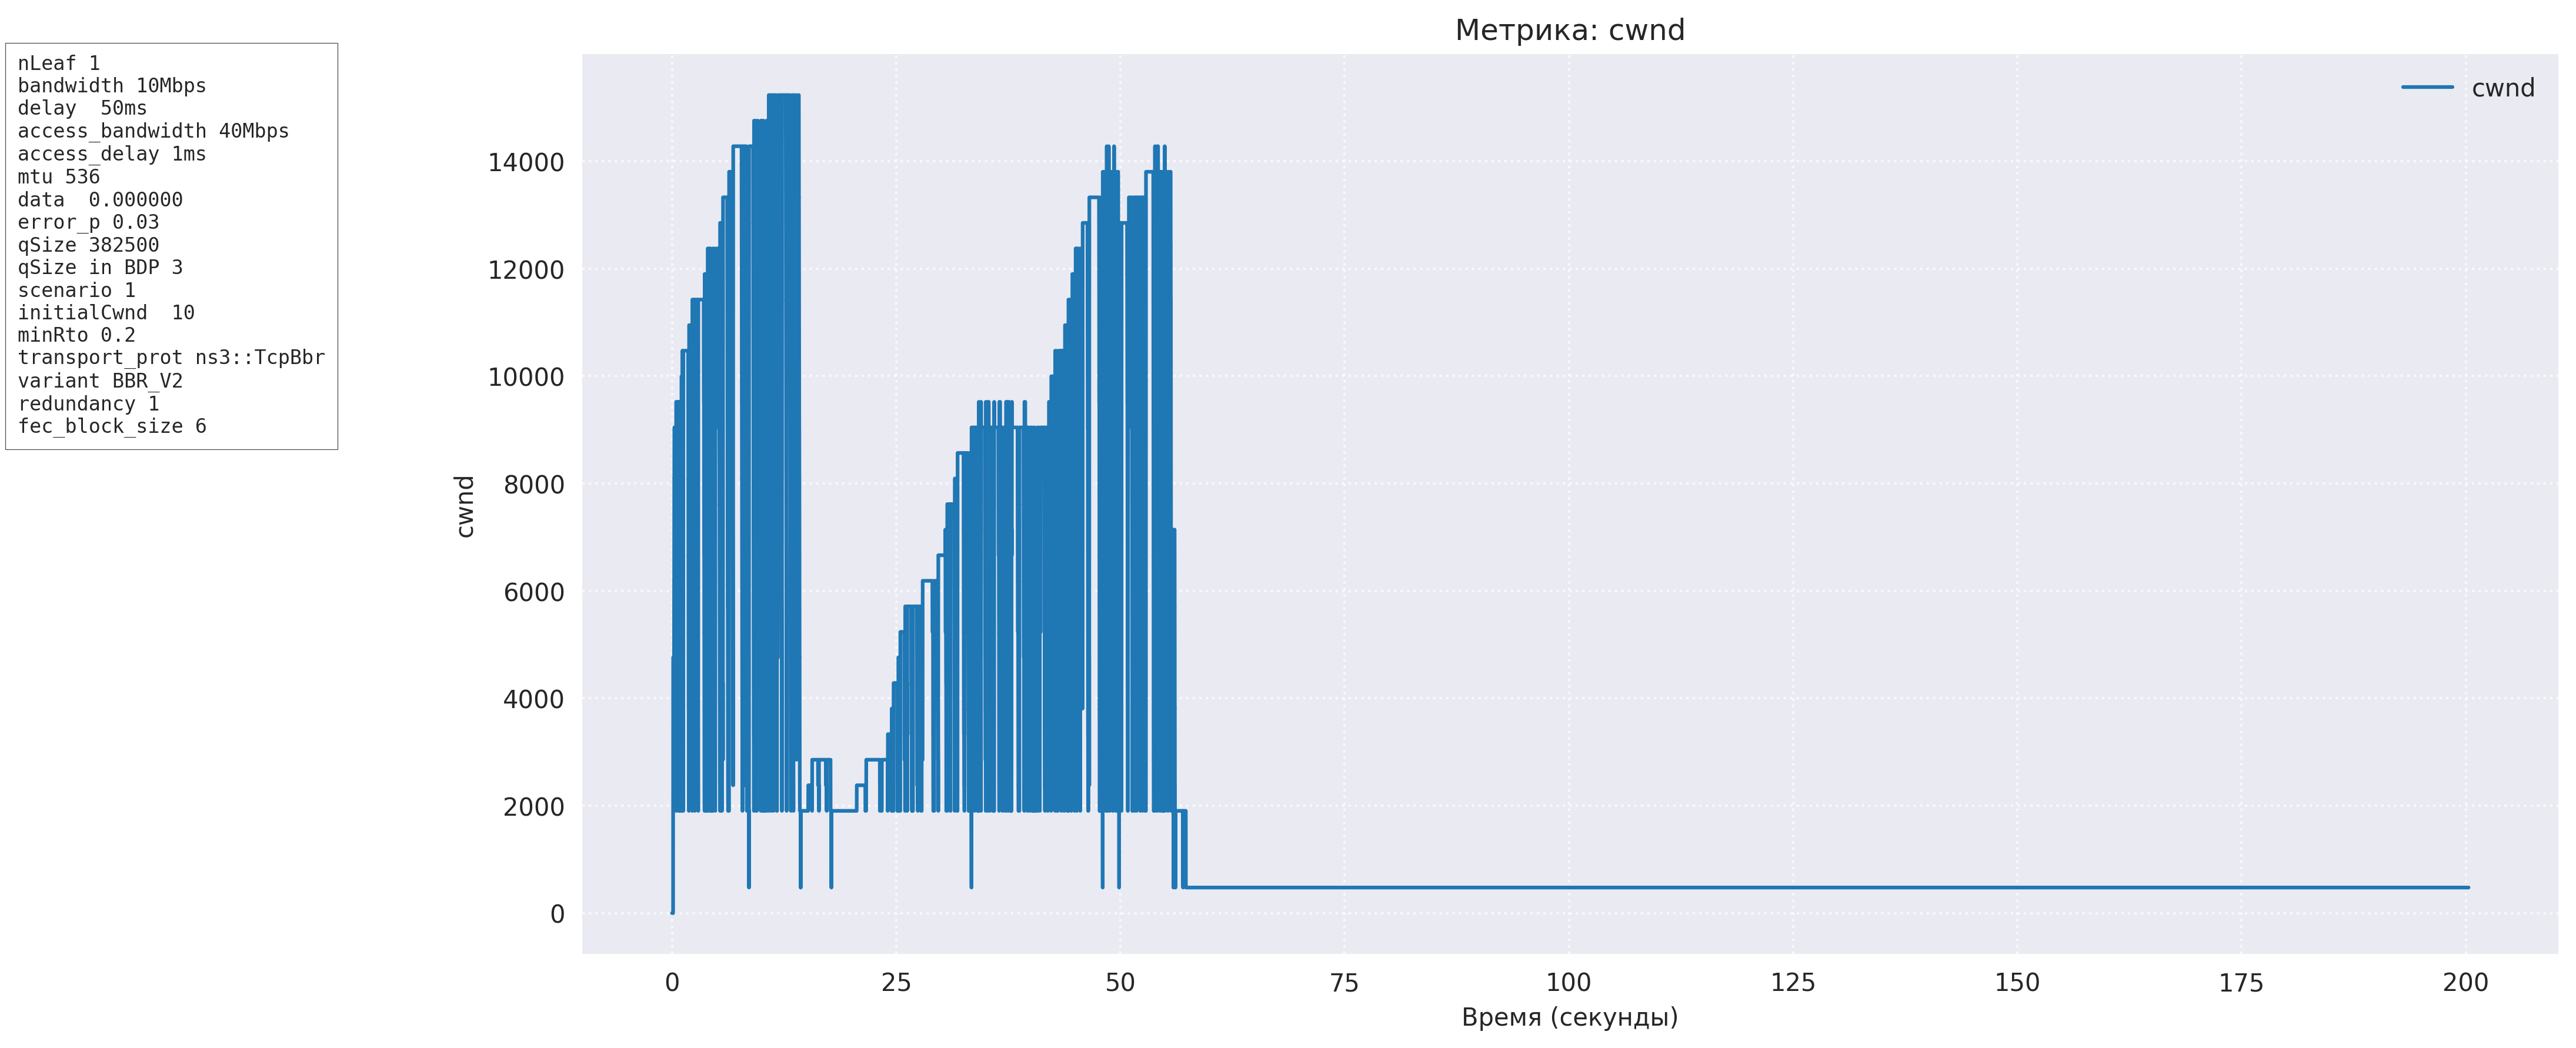 Метрика: cwnd
nLeaf 1
bandwidth 10Mbps
delay  50ms
access_bandwidth 40Mbps
access_delay 1ms
mtu 536
data  0.000000
error_p 0.03
qSize 382500
qSize in BDP 3
scenario 1
initialCwnd  10
minRto 0.2
transport_prot ns3::TcpBbr
variant BBR_V2
redundancy 1
fec_block_size 6
cwnd
cwnd
14000
12000
10000
8000
6000
4000
2000
0
0 25 50 75 100 125 150 175 200
Время (секунды)